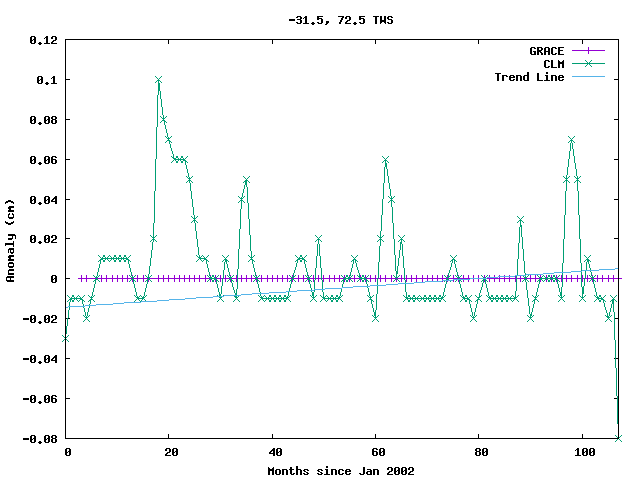 -31.5, 72.5 TWS
GRACE
CLM
Trend Line
0.12
0.1
0.08
0.06
0.04
0.02
0
-0.02
-0.04
-0.06
-0.08
Anomaly (cm)
0 20 40 60 80 100
Months since Jan 2002